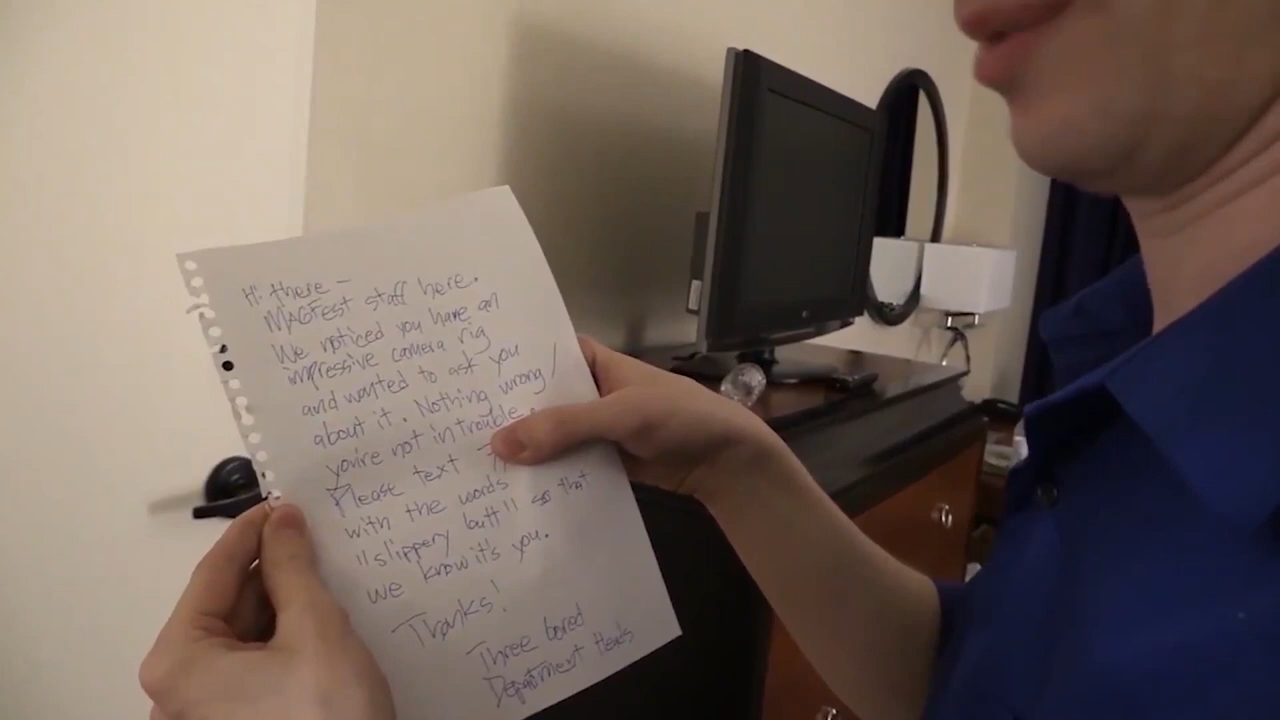 Hi there -
MAGFest staff here.
We noticed you have an
impressive camera rig
and wanted to ask you
about it. Nothing wrong/
you're not in trouble.
Please text 7
with the words
"slippery butt" so that
we know it's you.
Thanks!
Three bored
Department Heads